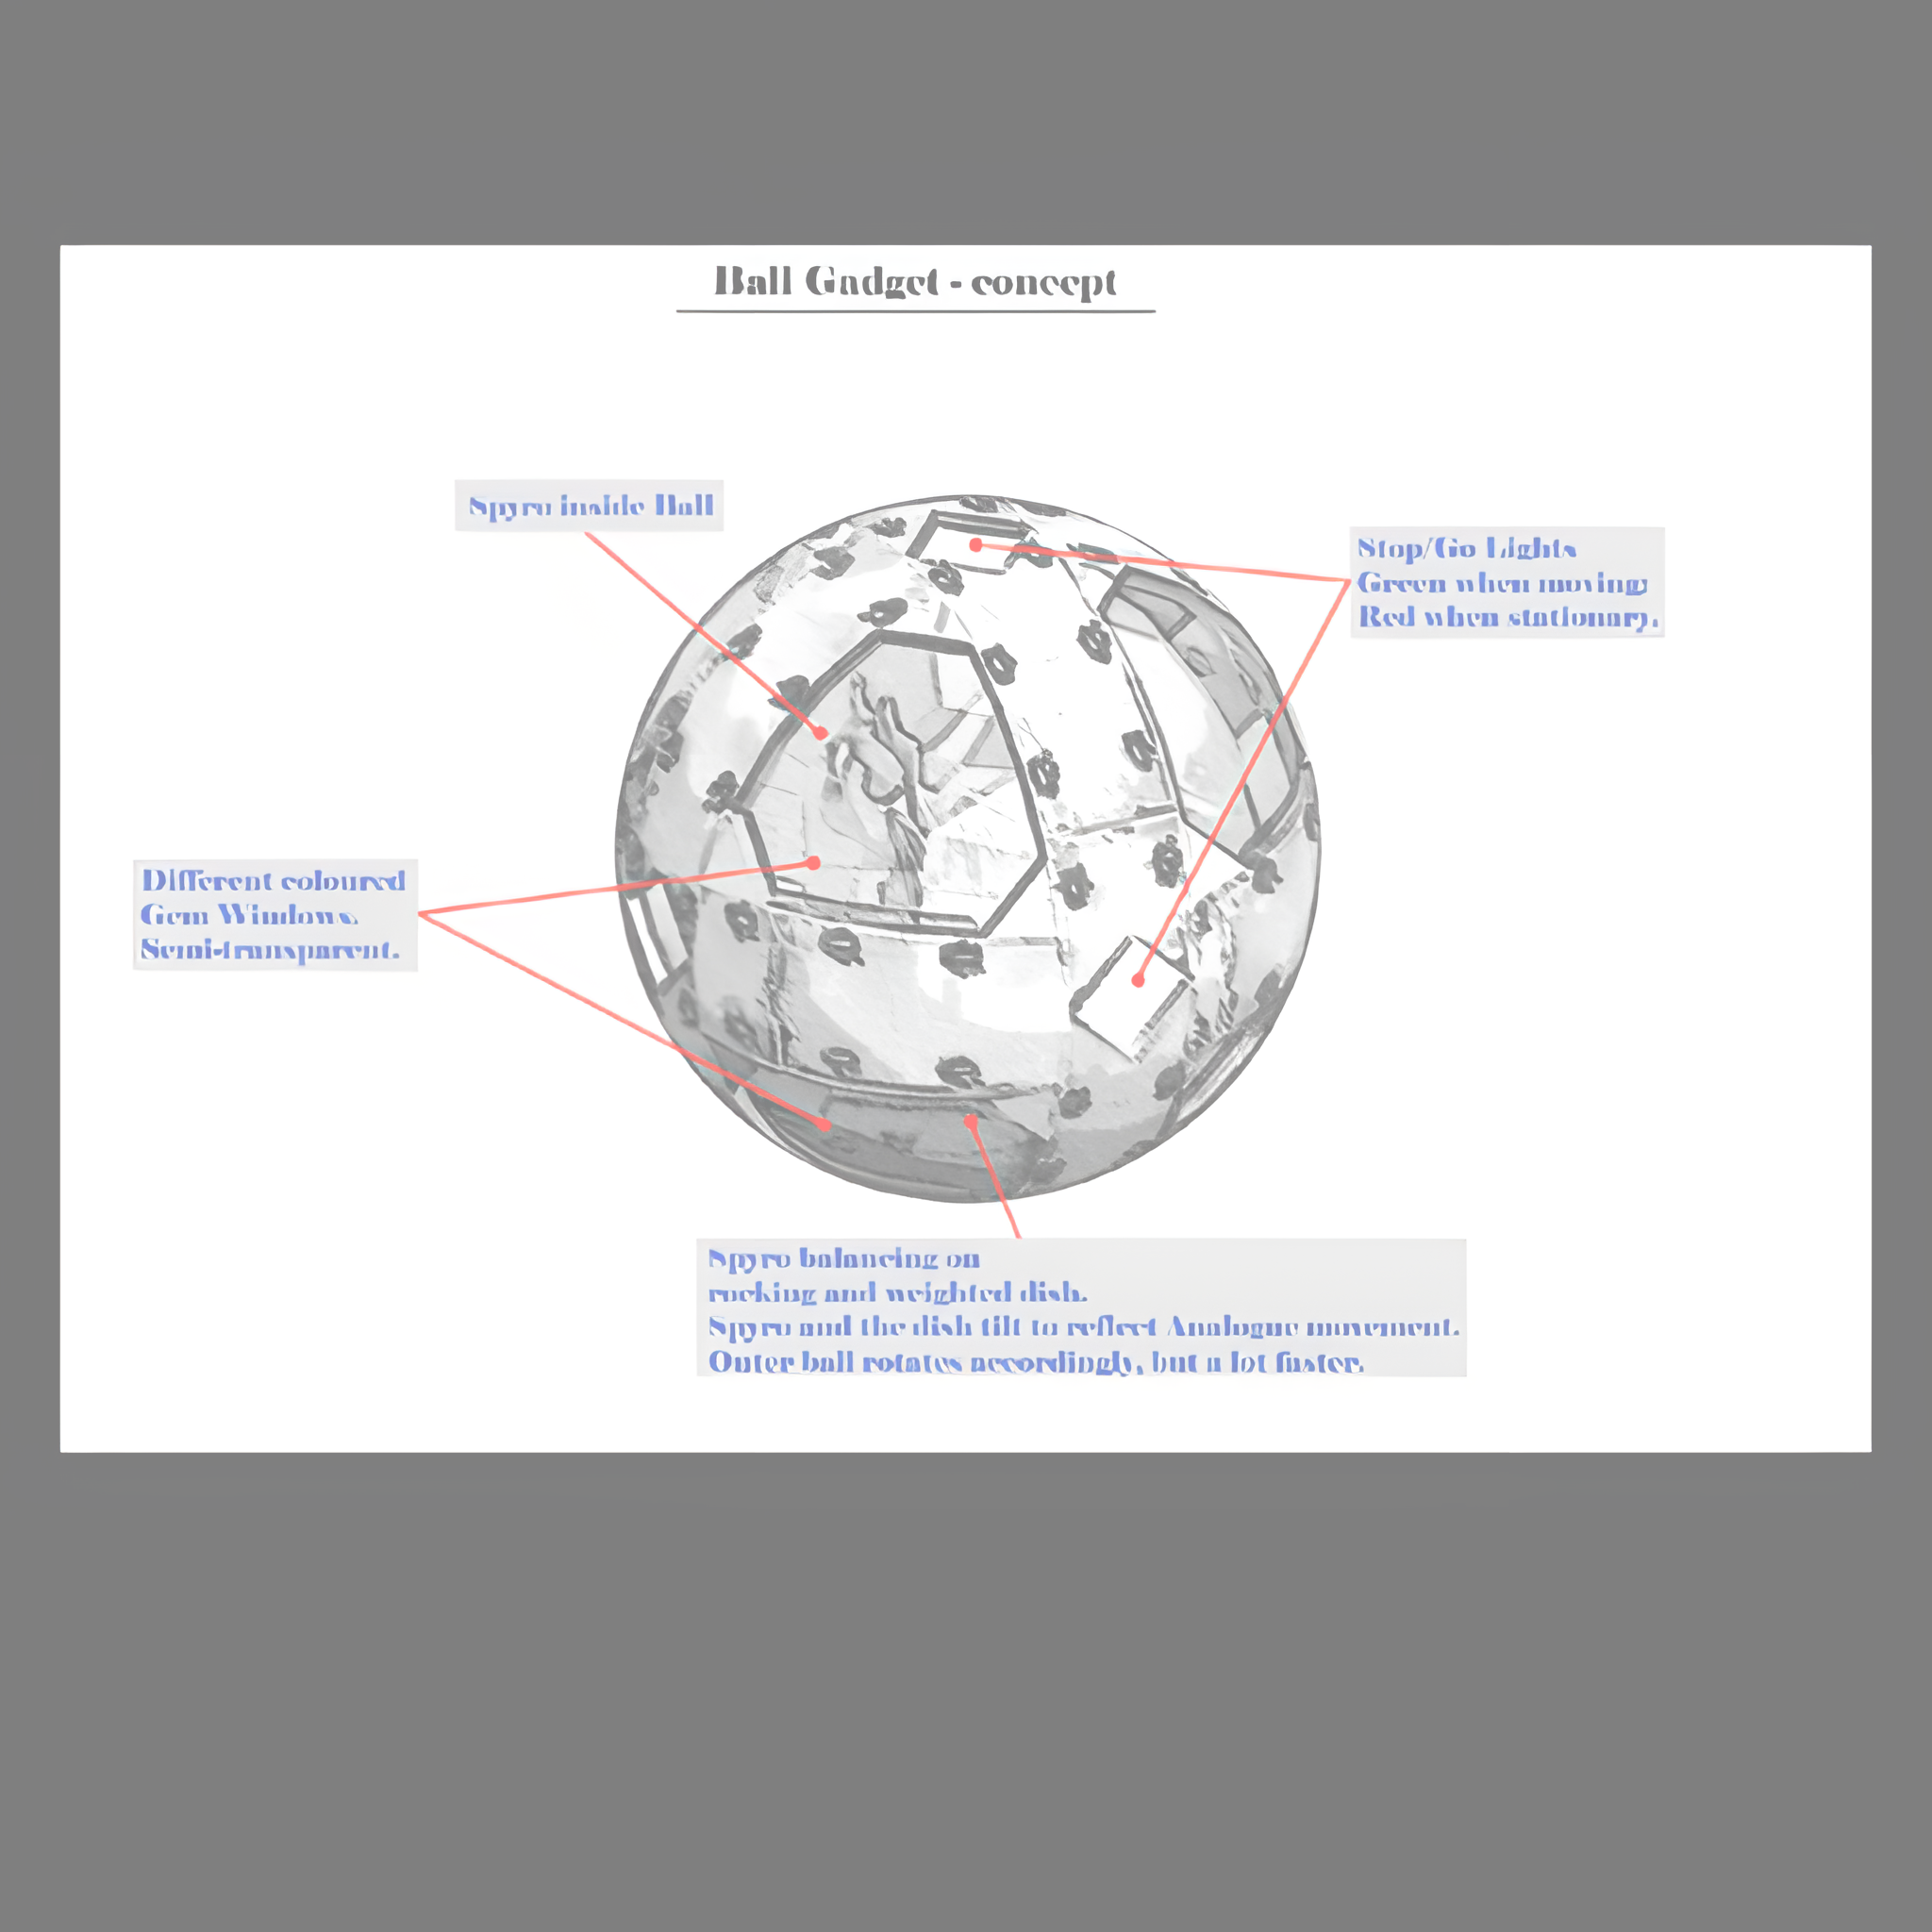 Ball Gadget - concept
Spyro inside Ball
Stop/Go Lights
Green when moving;
Red when stationary.
Different coloured
Gem Windows.
Semi-transparent.
Spyro balancing on
rocking and weighted dish.
Spyro and the dish tilt to reflect Analogue movement.
Outer ball rotates accordingly, but a lot faster.